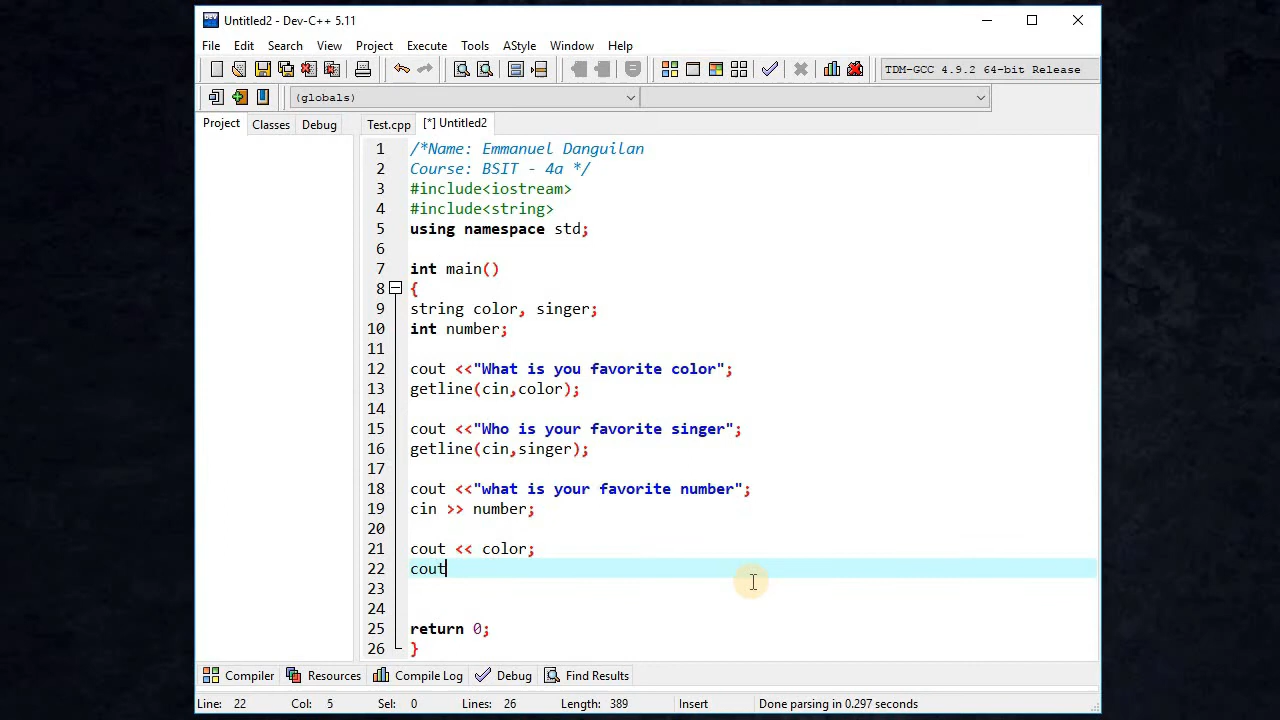 Untitled2 - Dev-C++ 5.11
File Edit Search View Project Execute Tools AStyle Window Help
TDM-GCC 4.9.2 64-bit Release
(globals)
Project Classes Debug Test.cpp [*] Untitled2
1 /*Name: Emmanuel Danguilan
2 Course: BSIT - 4a */
3 #include<iostream>
4 #include<string>
5 using namespace std;
6
7 int main()
8 {
9 string color, singer;
10 int number;
11
12 cout <<"What is you favorite color";
13 getline(cin,color);
14
15 cout <<"Who is your favorite singer";
16 getline(cin,singer);
17
18 cout <<"what is your favorite number";
19 cin >> number;
20
21 cout << color;
22 cout
23
24
25 return 0;
26 }
Compiler Resources Compile Log Debug Find Results
Line: 22 Col: 5 Sel: 0 Lines: 26 Length: 389 Insert Done parsing in 0.297 seconds